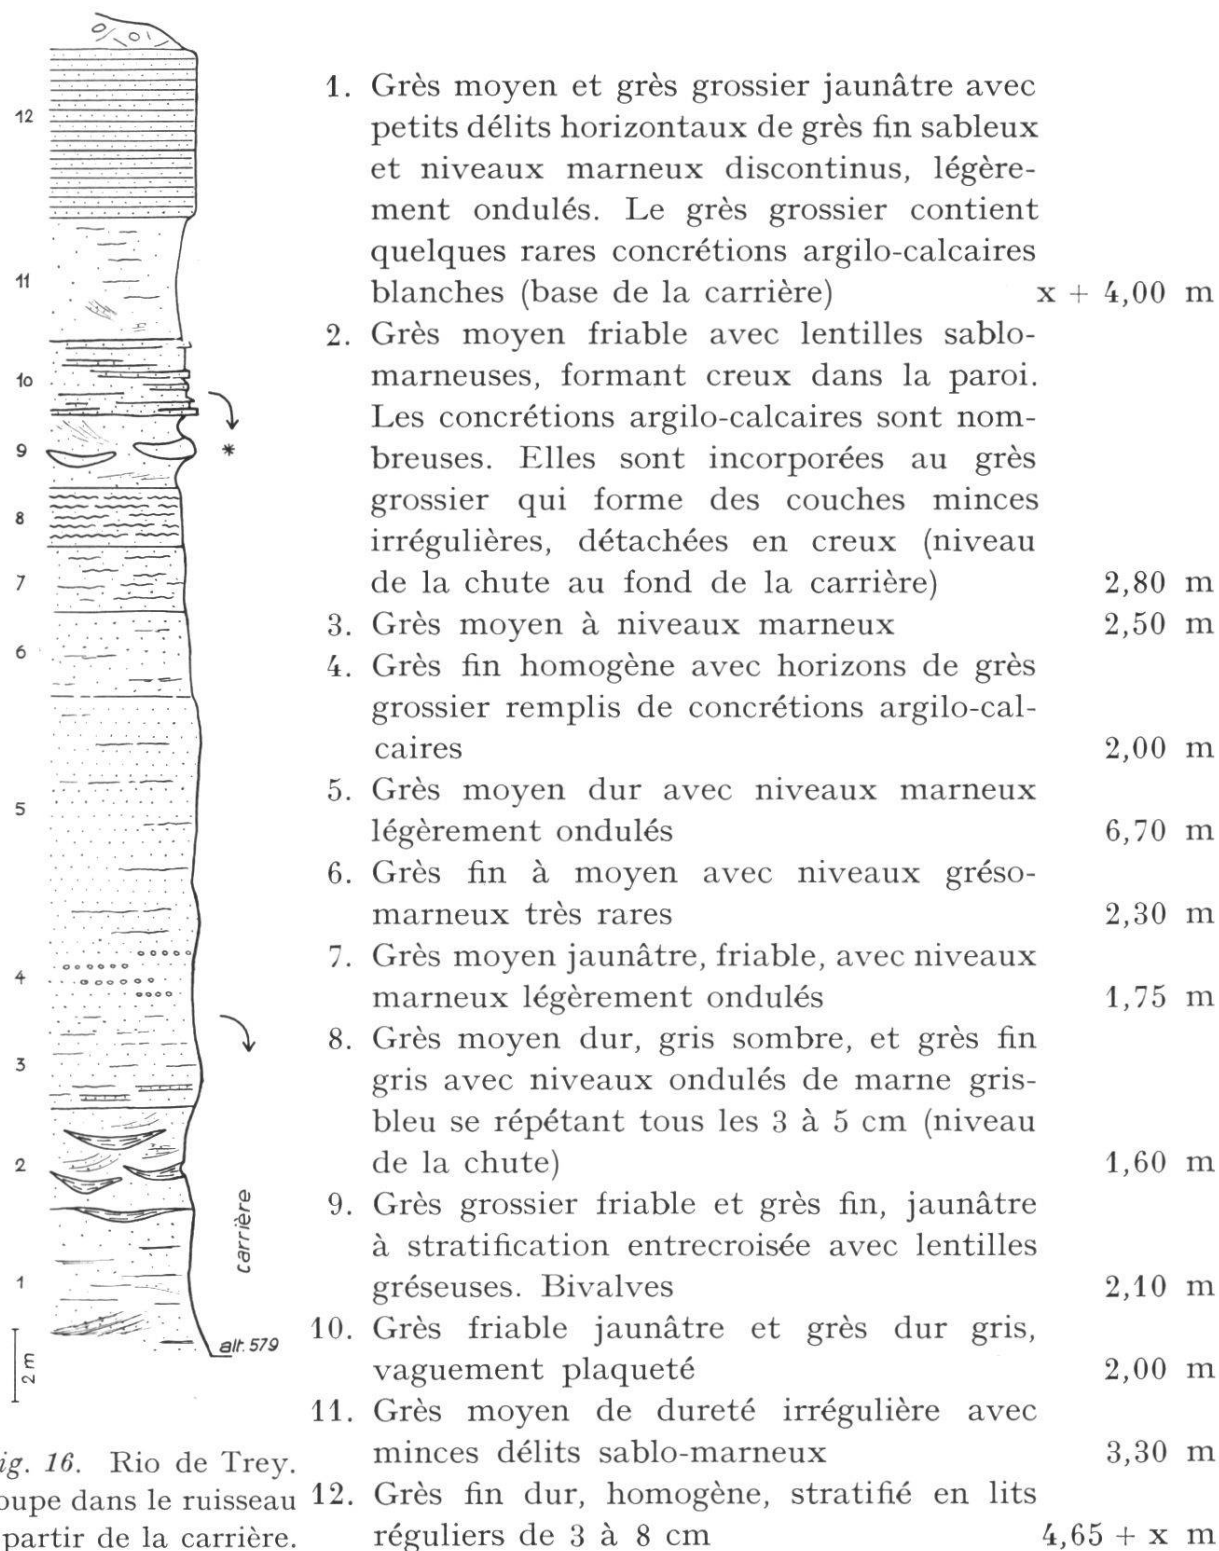 12
11
10
9
*
8
7
6
5
4
3
2
1
carrière
alt. 579
2 m
ig. 16. Rio de Trey.
oupe dans le ruisseau
partir de la carrière.
1. Grès moyen et grès grossier jaunâtre avec
petits délits horizontaux de grès fin sableux
et niveaux marneux discontinus, légère-
ment ondulés. Le grès grossier contient
quelques rares concrétions argilo-calcaires
blanches (base de la carrière) x + 4,00 m
2. Grès moyen friable avec lentilles sablo-
marneuses, formant creux dans la paroi.
Les concrétions argilo-calcaires sont nom-
breuses. Elles sont incorporées au grès
grossier qui forme des couches minces
irrégulières, détachées en creux (niveau
de la chute au fond de la carrière) 2,80 m
3. Grès moyen à niveaux marneux 2,50 m
4. Grès fin homogène avec horizons de grès
grossier remplis de concrétions argilo-cal-
caires 2,00 m
5. Grès moyen dur avec niveaux marneux
légèrement ondulés 6,70 m
6. Grès fin à moyen avec niveaux gréso-
marneux très rares 2,30 m
7. Grès moyen jaunâtre, friable, avec niveaux
marneux légèrement ondulés 1,75 m
8. Grès moyen dur, gris sombre, et grès fin
gris avec niveaux ondulés de marne gris-
bleu se répétant tous les 3 à 5 cm (niveau
de la chute) 1,60 m
9. Grès grossier friable et grès fin, jaunâtre
à stratification entrecroisée avec lentilles
gréseuses. Bivalves 2,10 m
10. Grès friable jaunâtre et grès dur gris,
vaguement plaqueté 2,00 m
11. Grès moyen de dureté irrégulière avec
minces délits sablo-marneux 3,30 m
12. Grès fin dur, homogène, stratifié en lits
réguliers de 3 à 8 cm 4,65 + x m